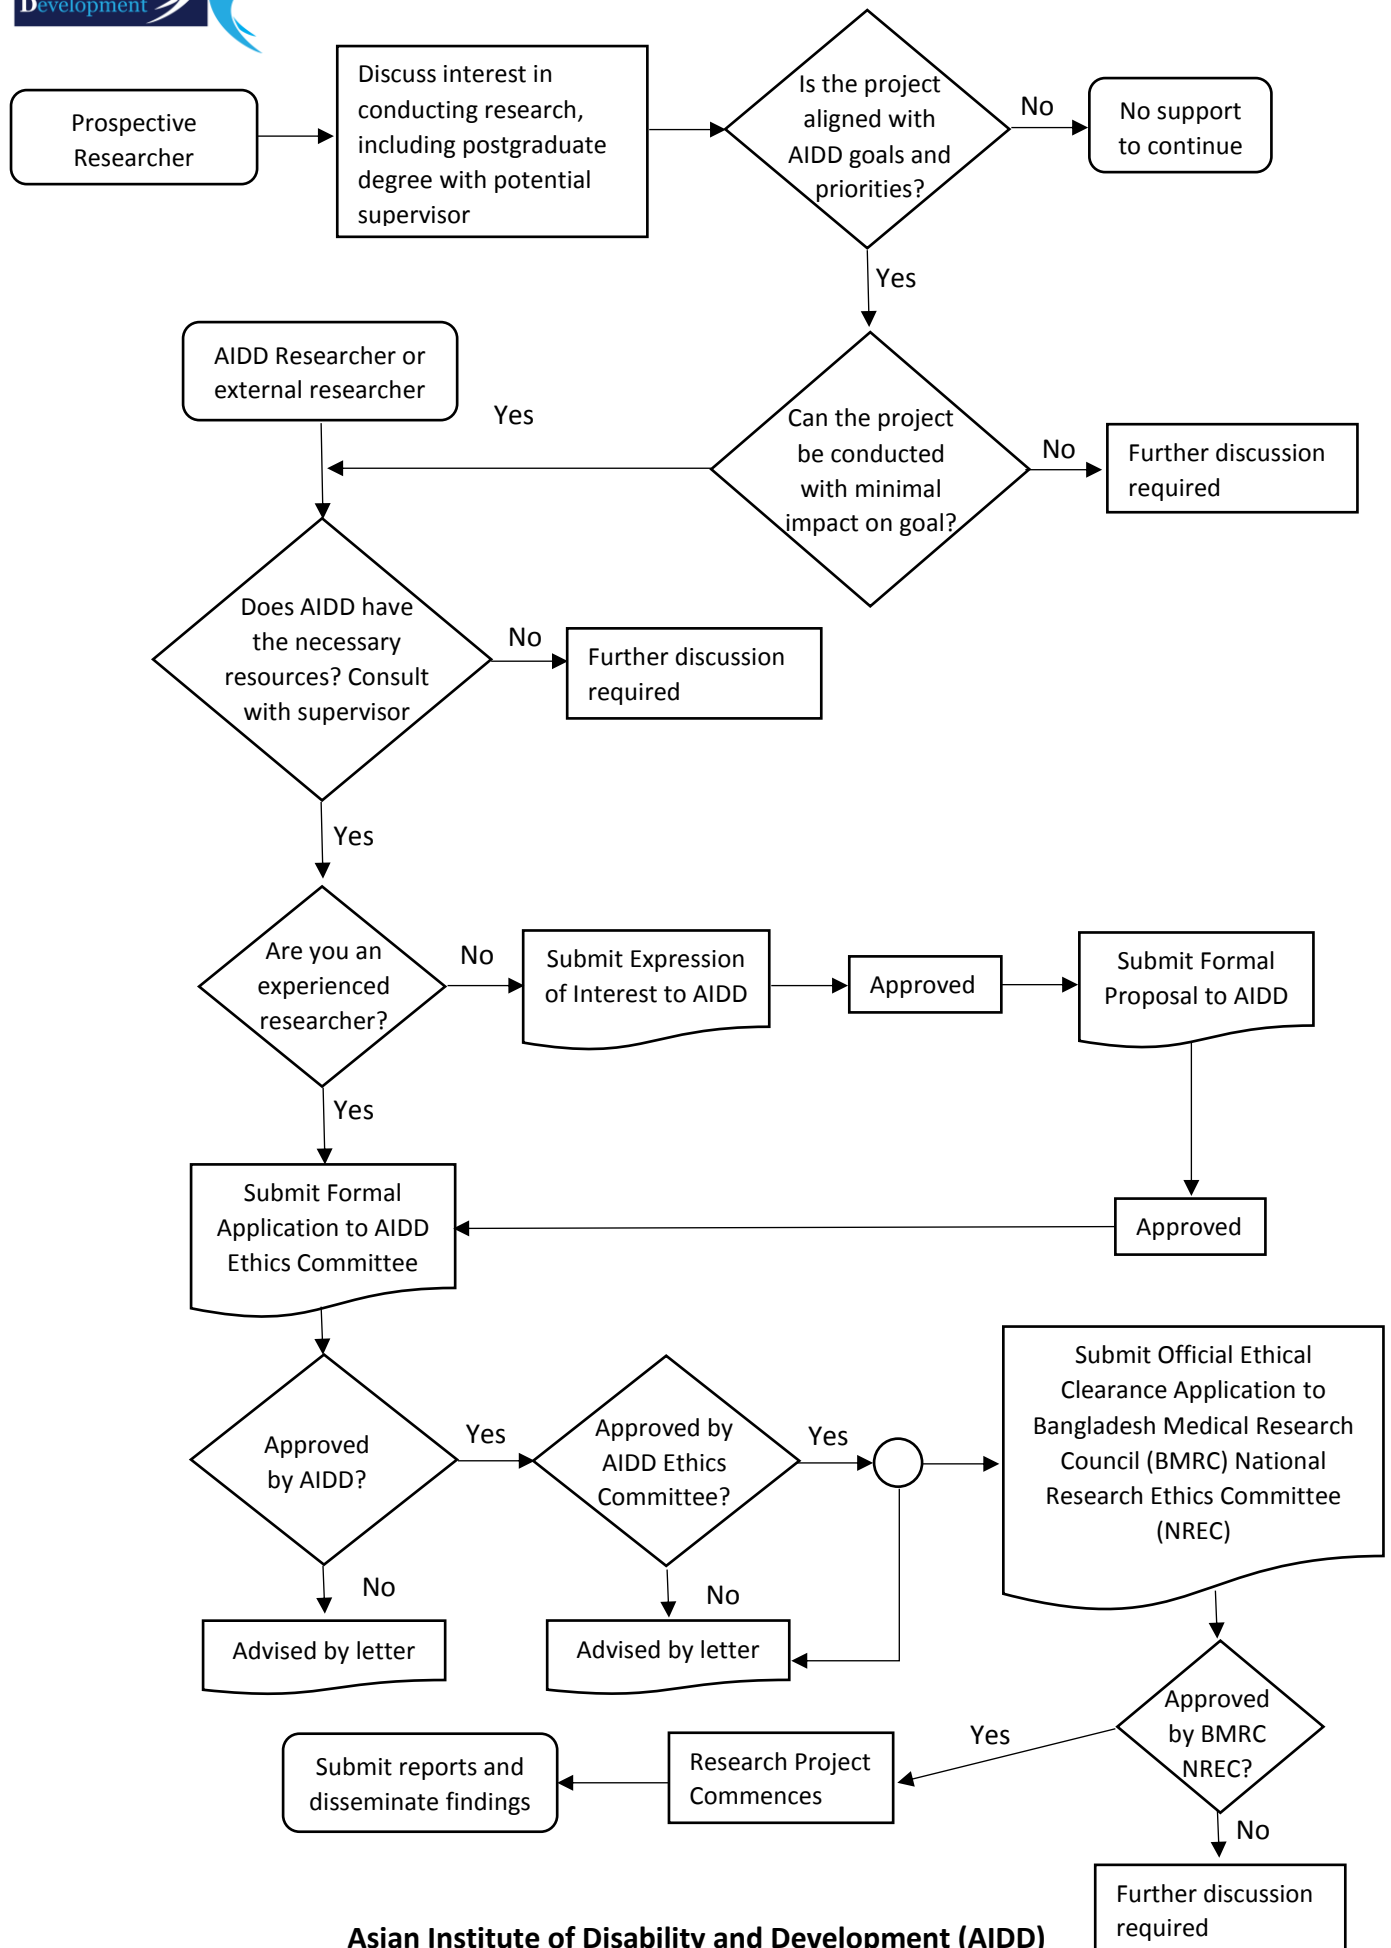 Development
Prospective
Researcher
Discuss interest in
conducting research,
including postgraduate
degree with potential
supervisor
Is the project
aligned with
AIDD goals and
priorities?
No
No support
to continue
Yes
AIDD Researcher or
external researcher
Yes
Can the project
be conducted
with minimal
impact on goal?
No
Further discussion
required
Does AIDD have
the necessary
resources? Consult
with supervisor
No
Further discussion
required
Yes
Are you an
experienced
researcher?
No
Submit Expression
of Interest to AIDD
Approved
Submit Formal
Proposal to AIDD
Yes
Submit Formal
Application to AIDD
Ethics Committee
Approved
Approved
by AIDD?
Yes
Approved by
AIDD Ethics
Committee?
Yes
Submit Official Ethical
Clearance Application to
Bangladesh Medical Research
Council (BMRC) National
Research Ethics Committee
(NREC)
No
Advised by letter
No
Advised by letter
Approved
by BMRC
NREC?
Yes
Research Project
Commences
Submit reports and
disseminate findings
No
Further discussion
required
Asian Institute of Disability and Development (AIDD)